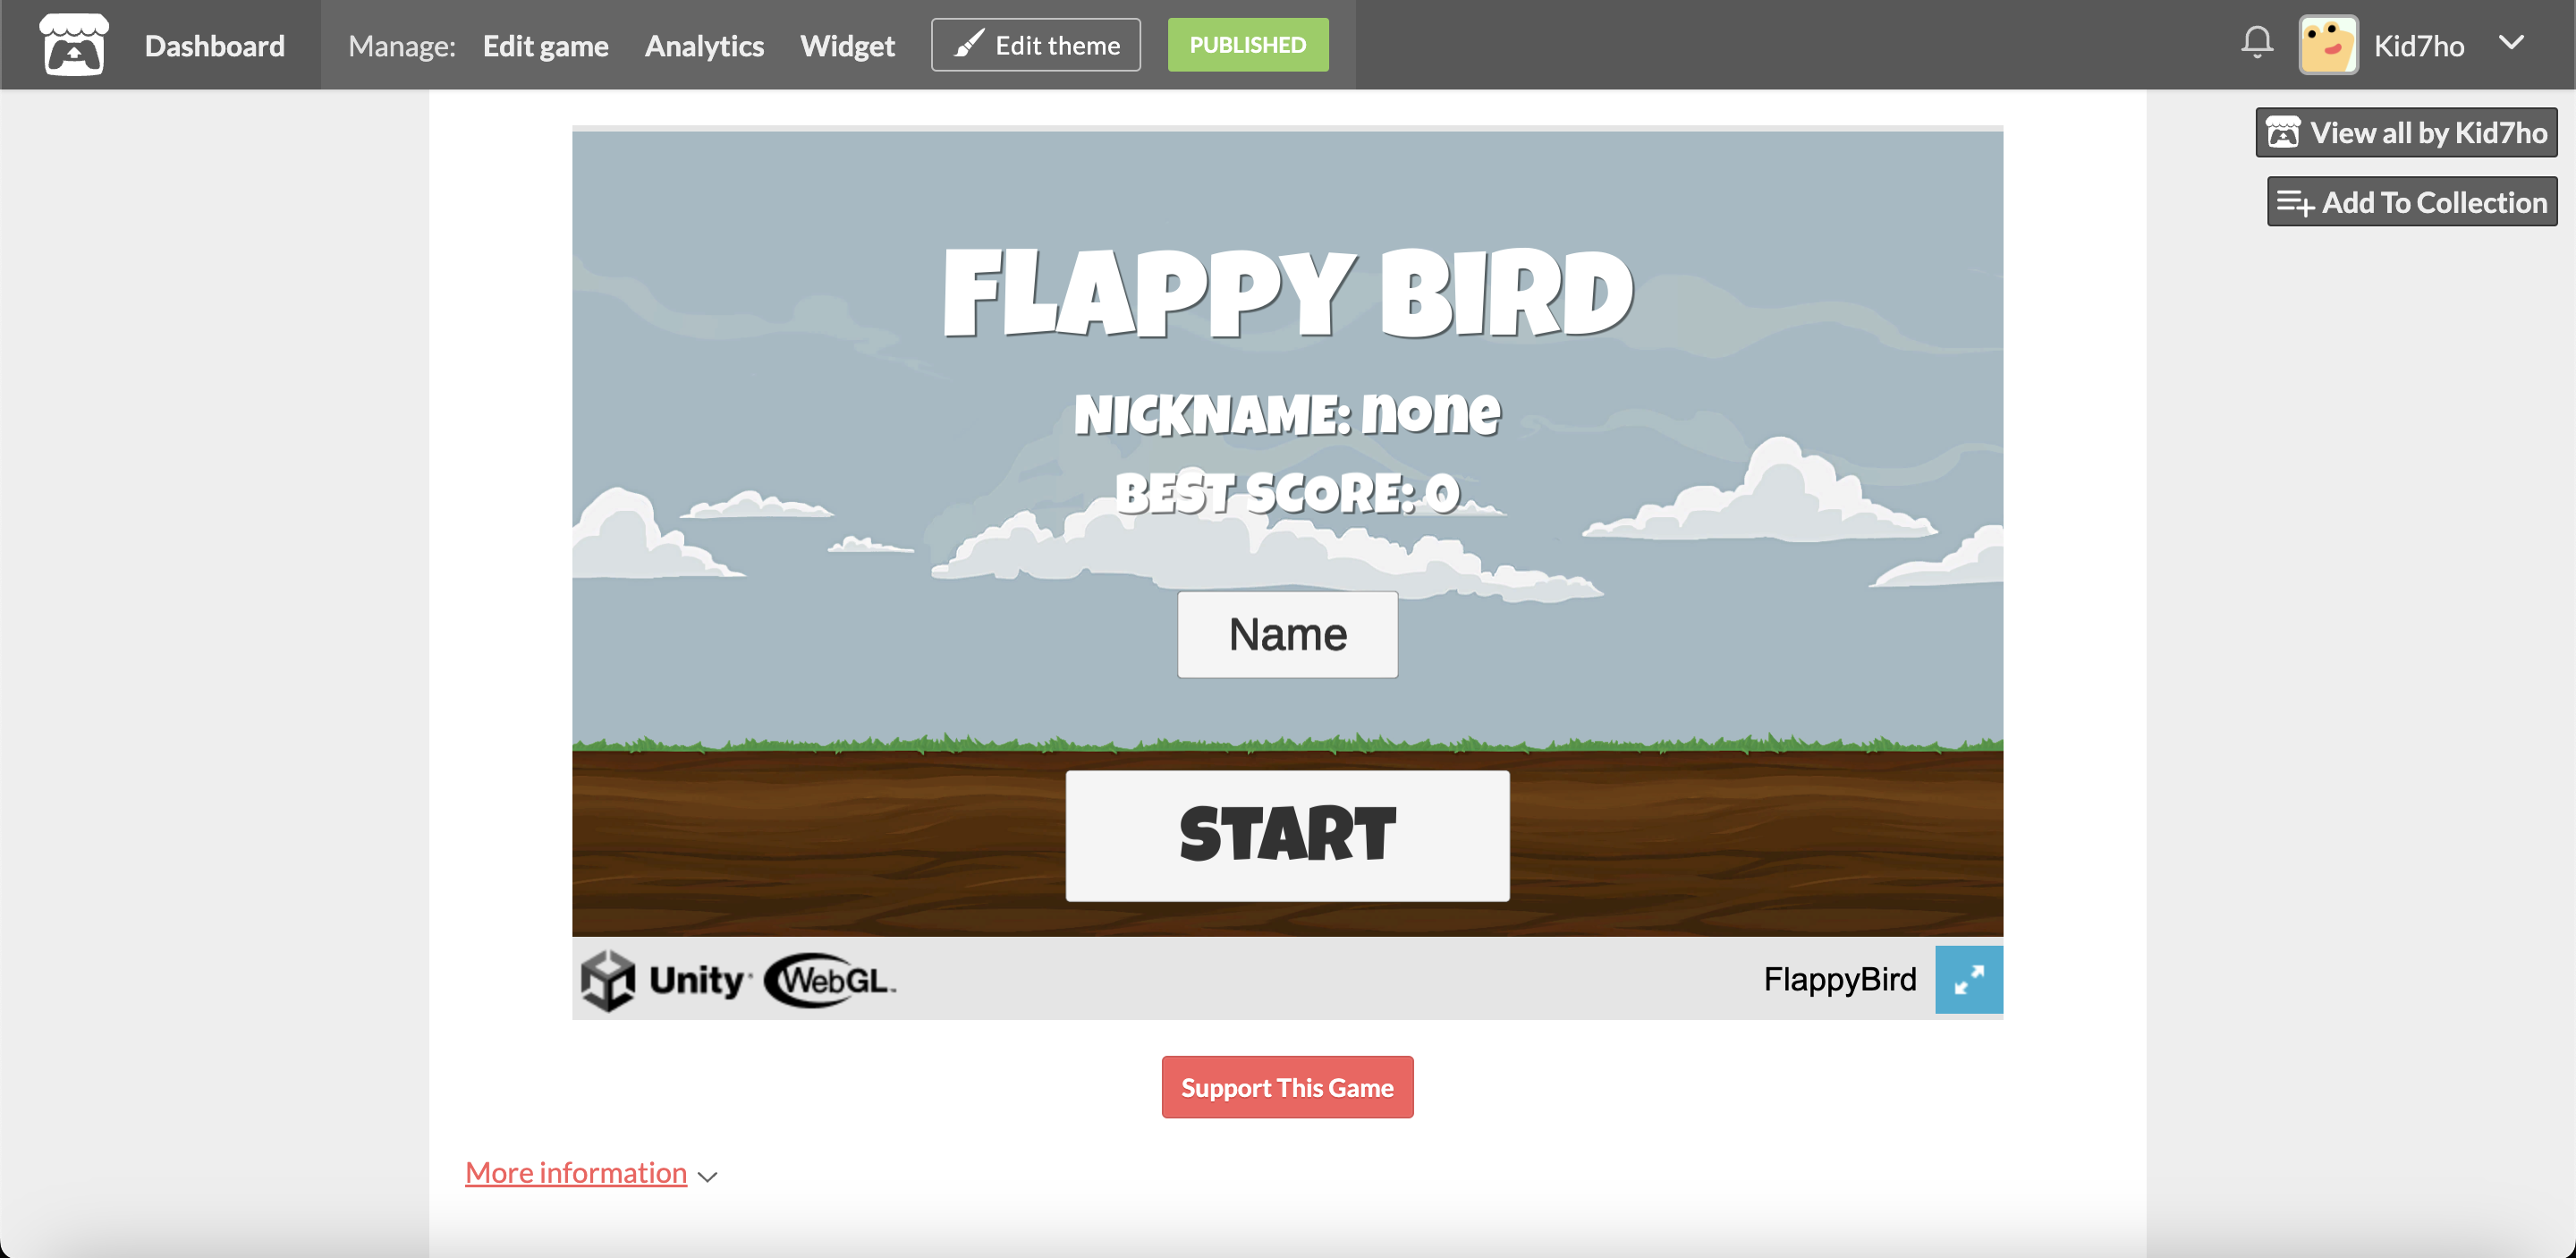 Dashboard Manage: Edit game Analytics Widget Edit theme PUBLISHED Kid7ho
View all by Kid7ho
Add To Collection
FLAPPY BIRD
NICKNAME: none
BEST SCORE: 0
Name
START
Unity WebGL FlappyBird
Support This Game
More information